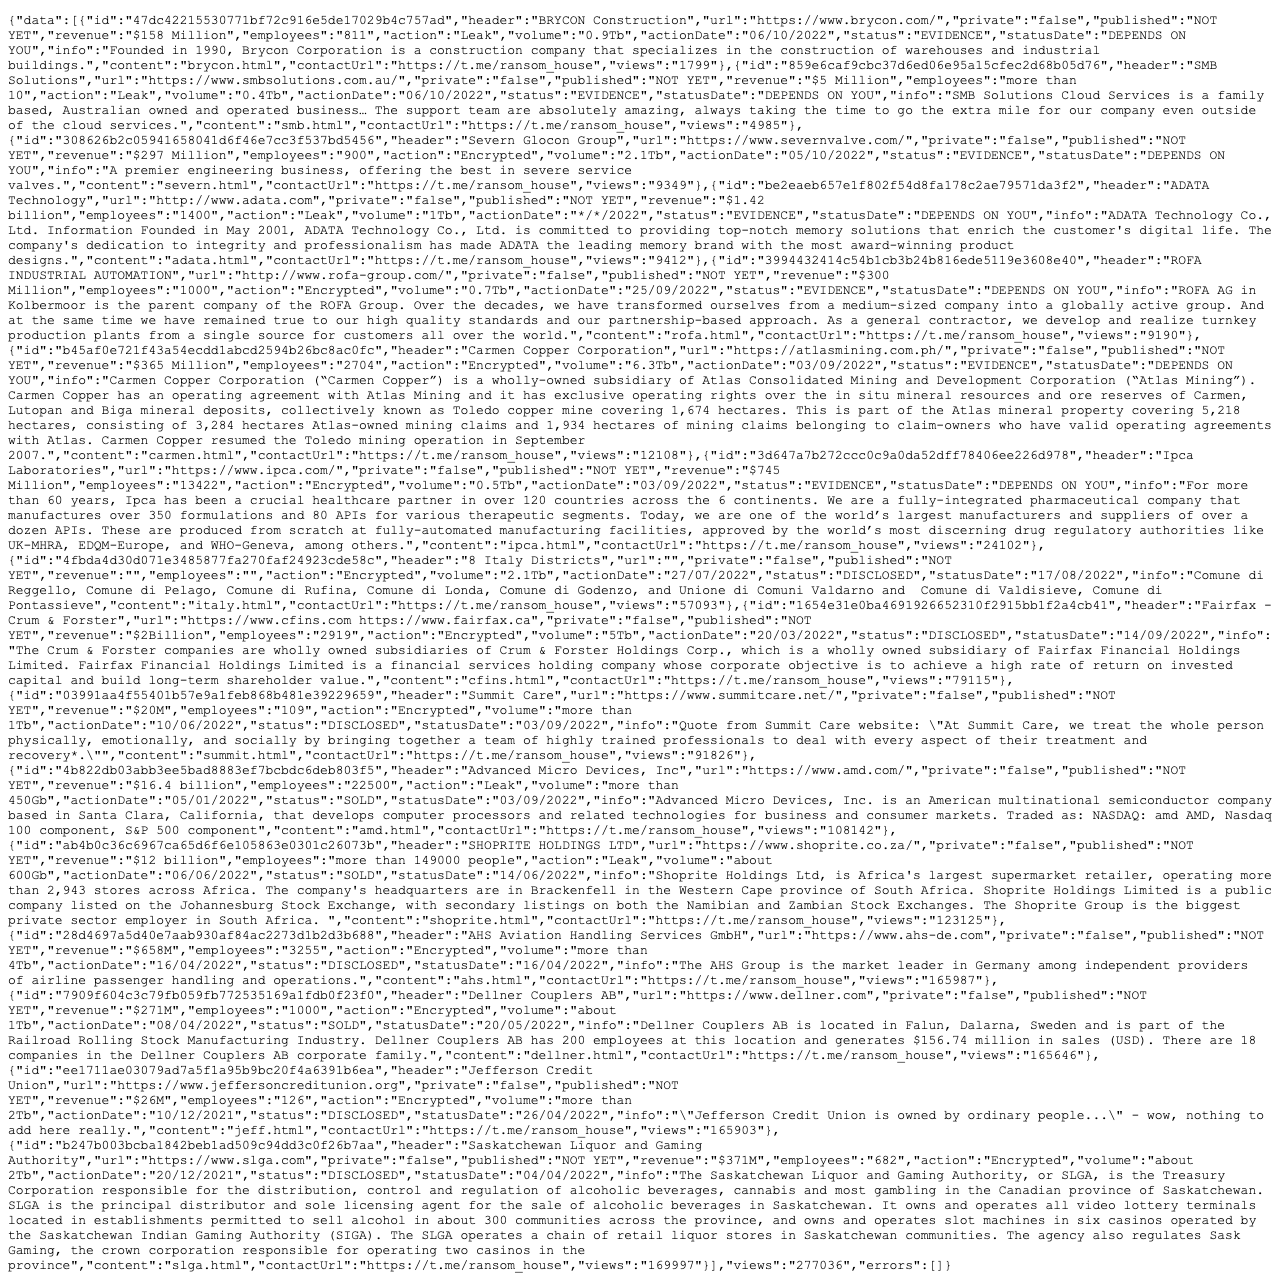 {"data":[{"id":"47dc42215530771bf72c916e5de17029b4c757ad","header":"BRYCON Construction","url":"https://www.brycon.com/","private":"false","published":"NOT
YET","revenue":"$158 Million","employees":"811","action":"Leak","volume":"0.9Tb","actionDate":"06/10/2022","status":"EVIDENCE","statusDate":"DEPENDS ON
YOU","info":"Founded in 1990, Brycon Corporation is a construction company that specializes in the construction of warehouses and industrial
buildings.","content":"brycon.html","contactUrl":"https://t.me/ransom_house","views":"1799"},{"id":"859e6caf9cbc37d6ed06e95a15cfec2d68b05d76","header":"SMB
Solutions","url":"https://www.smbsolutions.com.au/","private":"false","published":"NOT YET","revenue":"$5 Million","employees":"more than
10","action":"Leak","volume":"0.4Tb","actionDate":"06/10/2022","status":"EVIDENCE","statusDate":"DEPENDS ON YOU","info":"SMB Solutions Cloud Services is a family
based, Australian owned and operated business… The support team are absolutely amazing, always taking the time to go the extra mile for our company even outside
of the cloud services.","content":"smb.html","contactUrl":"https://t.me/ransom_house","views":"4985"},
{"id":"308626b2c05941658041d6f46e7cc3f537bd5456","header":"Severn Glocon Group","url":"https://www.severnvalve.com/","private":"false","published":"NOT
YET","revenue":"$297 Million","employees":"900","action":"Encrypted","volume":"2.1Tb","actionDate":"05/10/2022","status":"EVIDENCE","statusDate":"DEPENDS ON
YOU","info":"A premier engineering business, offering the best in severe service
valves.","content":"severn.html","contactUrl":"https://t.me/ransom_house","views":"9349"},{"id":"be2eaeb657e1f802f54d8fa178c2ae79571da3f2","header":"ADATA
Technology","url":"http://www.adata.com","private":"false","published":"NOT YET","revenue":"$1.42
billion","employees":"1400","action":"Leak","volume":"1Tb","actionDate":"*/*/2022","status":"EVIDENCE","statusDate":"DEPENDS ON YOU","info":"ADATA Technology Co.,
Ltd. Information Founded in May 2001, ADATA Technology Co., Ltd. is committed to providing top-notch memory solutions that enrich the customer's digital life. The
company's dedication to integrity and professionalism has made ADATA the leading memory brand with the most award-winning product
designs.","content":"adata.html","contactUrl":"https://t.me/ransom_house","views":"9412"},{"id":"3994432414c54b1cb3b24b816ede5119e3608e40","header":"ROFA
INDUSTRIAL AUTOMATION","url":"http://www.rofa-group.com/","private":"false","published":"NOT YET","revenue":"$300
Million","employees":"1000","action":"Encrypted","volume":"0.7Tb","actionDate":"25/09/2022","status":"EVIDENCE","statusDate":"DEPENDS ON YOU","info":"ROFA AG in
Kolbermoor is the parent company of the ROFA Group. Over the decades, we have transformed ourselves from a medium-sized company into a globally active group. And
at the same time we have remained true to our high quality standards and our partnership-based approach. As a general contractor, we develop and realize turnkey
production plants from a single source for customers all over the world.","content":"rofa.html","contactUrl":"https://t.me/ransom_house","views":"9190"},
{"id":"b45af0e721f43a54ecdd1abcd2594b26bc8ac0fc","header":"Carmen Copper Corporation","url":"https://atlasmining.com.ph/","private":"false","published":"NOT
YET","revenue":"$365 Million","employees":"2704","action":"Encrypted","volume":"6.3Tb","actionDate":"03/09/2022","status":"EVIDENCE","statusDate":"DEPENDS ON
YOU","info":"Carmen Copper Corporation (“Carmen Copper”) is a wholly-owned subsidiary of Atlas Consolidated Mining and Development Corporation (“Atlas Mining”).
Carmen Copper has an operating agreement with Atlas Mining and it has exclusive operating rights over the in situ mineral resources and ore reserves of Carmen,
Lutopan and Biga mineral deposits, collectively known as Toledo copper mine covering 1,674 hectares. This is part of the Atlas mineral property covering 5,218
hectares, consisting of 3,284 hectares Atlas-owned mining claims and 1,934 hectares of mining claims belonging to claim-owners who have valid operating agreements
with Atlas. Carmen Copper resumed the Toledo mining operation in September
2007.","content":"carmen.html","contactUrl":"https://t.me/ransom_house","views":"12108"},{"id":"3d647a7b272ccc0c9a0da52dff78406ee226d978","header":"Ipca
Laboratories","url":"https://www.ipca.com/","private":"false","published":"NOT YET","revenue":"$745
Million","employees":"13422","action":"Encrypted","volume":"0.5Tb","actionDate":"03/09/2022","status":"EVIDENCE","statusDate":"DEPENDS ON YOU","info":"For more
than 60 years, Ipca has been a crucial healthcare partner in over 120 countries across the 6 continents. We are a fully-integrated pharmaceutical company that
manufactures over 350 formulations and 80 APIs for various therapeutic segments. Today, we are one of the world’s largest manufacturers and suppliers of over a
dozen APIs. These are produced from scratch at fully-automated manufacturing facilities, approved by the world’s most discerning drug regulatory authorities like
UK-MHRA, EDQM-Europe, and WHO-Geneva, among others.","content":"ipca.html","contactUrl":"https://t.me/ransom_house","views":"24102"},
{"id":"4fbda4d30d071e3485877fa270faf24923cde58c","header":"8 Italy Districts","url":"","private":"false","published":"NOT
YET","revenue":"","employees":"","action":"Encrypted","volume":"2.1Tb","actionDate":"27/07/2022","status":"DISCLOSED","statusDate":"17/08/2022","info":"Comune di
Reggello, Comune di Pelago, Comune di Rufina, Comune di Londa, Comune di Godenzo, and Unione di Comuni Valdarno and  Comune di Valdisieve, Comune di
Pontassieve","content":"italy.html","contactUrl":"https://t.me/ransom_house","views":"57093"},{"id":"1654e31e0ba4691926652310f2915bb1f2a4cb41","header":"Fairfax -
Crum & Forster","url":"https://www.cfins.com https://www.fairfax.ca","private":"false","published":"NOT
YET","revenue":"$2Billion","employees":"2919","action":"Encrypted","volume":"5Tb","actionDate":"20/03/2022","status":"DISCLOSED","statusDate":"14/09/2022","info":
"The Crum & Forster companies are wholly owned subsidiaries of Crum & Forster Holdings Corp., which is a wholly owned subsidiary of Fairfax Financial Holdings
Limited. Fairfax Financial Holdings Limited is a financial services holding company whose corporate objective is to achieve a high rate of return on invested
capital and build long-term shareholder value.","content":"cfins.html","contactUrl":"https://t.me/ransom_house","views":"79115"},
{"id":"03991aa4f55401b57e9a1feb868b481e39229659","header":"Summit Care","url":"https://www.summitcare.net/","private":"false","published":"NOT
YET","revenue":"$20M","employees":"109","action":"Encrypted","volume":"more than
1Tb","actionDate":"10/06/2022","status":"DISCLOSED","statusDate":"03/09/2022","info":"Quote from Summit Care website: \"At Summit Care, we treat the whole person
physically, emotionally, and socially by bringing together a team of highly trained professionals to deal with every aspect of their treatment and
recovery*.\"","content":"summit.html","contactUrl":"https://t.me/ransom_house","views":"91826"},
{"id":"4b822db03abb3ee5bad8883ef7bcbdc6deb803f5","header":"Advanced Micro Devices, Inc","url":"https://www.amd.com/","private":"false","published":"NOT
YET","revenue":"$16.4 billion","employees":"22500","action":"Leak","volume":"more than
450Gb","actionDate":"05/01/2022","status":"SOLD","statusDate":"03/09/2022","info":"Advanced Micro Devices, Inc. is an American multinational semiconductor company
based in Santa Clara, California, that develops computer processors and related technologies for business and consumer markets. Traded as: NASDAQ: amd AMD, Nasdaq
100 component, S&P 500 component","content":"amd.html","contactUrl":"https://t.me/ransom_house","views":"108142"},
{"id":"ab4b0c36c6967ca65d6f6e105863e0301c26073b","header":"SHOPRITE HOLDINGS LTD","url":"https://www.shoprite.co.za/","private":"false","published":"NOT
YET","revenue":"$12 billion","employees":"more than 149000 people","action":"Leak","volume":"about
600Gb","actionDate":"06/06/2022","status":"SOLD","statusDate":"14/06/2022","info":"Shoprite Holdings Ltd, is Africa's largest supermarket retailer, operating more
than 2,943 stores across Africa. The company's headquarters are in Brackenfell in the Western Cape province of South Africa. Shoprite Holdings Limited is a public
company listed on the Johannesburg Stock Exchange, with secondary listings on both the Namibian and Zambian Stock Exchanges. The Shoprite Group is the biggest
private sector employer in South Africa. ","content":"shoprite.html","contactUrl":"https://t.me/ransom_house","views":"123125"},
{"id":"28d4697a5d40e7aab930af84ac2273d1b2d3b688","header":"AHS Aviation Handling Services GmbH","url":"https://www.ahs-de.com","private":"false","published":"NOT
YET","revenue":"$658M","employees":"3255","action":"Encrypted","volume":"more than
4Tb","actionDate":"16/04/2022","status":"DISCLOSED","statusDate":"16/04/2022","info":"The AHS Group is the market leader in Germany among independent providers
of airline passenger handling and operations.","content":"ahs.html","contactUrl":"https://t.me/ransom_house","views":"165987"},
{"id":"7909f604c3c79fb059fb772535169a1fdb0f23f0","header":"Dellner Couplers AB","url":"https://www.dellner.com","private":"false","published":"NOT
YET","revenue":"$271M","employees":"1000","action":"Encrypted","volume":"about
1Tb","actionDate":"08/04/2022","status":"SOLD","statusDate":"20/05/2022","info":"Dellner Couplers AB is located in Falun, Dalarna, Sweden and is part of the
Railroad Rolling Stock Manufacturing Industry. Dellner Couplers AB has 200 employees at this location and generates $156.74 million in sales (USD). There are 18
companies in the Dellner Couplers AB corporate family.","content":"dellner.html","contactUrl":"https://t.me/ransom_house","views":"165646"},
{"id":"ee1711ae03079ad7a5f1a95b9bc20f4a6391b6ea","header":"Jefferson Credit
Union","url":"https://www.jeffersoncreditunion.org","private":"false","published":"NOT
YET","revenue":"$26M","employees":"126","action":"Encrypted","volume":"more than
2Tb","actionDate":"10/12/2021","status":"DISCLOSED","statusDate":"26/04/2022","info":"\"Jefferson Credit Union is owned by ordinary people...\" - wow, nothing to
add here really.","content":"jeff.html","contactUrl":"https://t.me/ransom_house","views":"165903"},
{"id":"b247b003bcba1842beb1ad509c94dd3c0f26b7aa","header":"Saskatchewan Liquor and Gaming
Authority","url":"https://www.slga.com","private":"false","published":"NOT YET","revenue":"$371M","employees":"682","action":"Encrypted","volume":"about
2Tb","actionDate":"20/12/2021","status":"DISCLOSED","statusDate":"04/04/2022","info":"The Saskatchewan Liquor and Gaming Authority, or SLGA, is the Treasury
Corporation responsible for the distribution, control and regulation of alcoholic beverages, cannabis and most gambling in the Canadian province of Saskatchewan.
SLGA is the principal distributor and sole licensing agent for the sale of alcoholic beverages in Saskatchewan. It owns and operates all video lottery terminals
located in establishments permitted to sell alcohol in about 300 communities across the province, and owns and operates slot machines in six casinos operated by
the Saskatchewan Indian Gaming Authority (SIGA). The SLGA operates a chain of retail liquor stores in Saskatchewan communities. The agency also regulates Sask
Gaming, the crown corporation responsible for operating two casinos in the
province","content":"slga.html","contactUrl":"https://t.me/ransom_house","views":"169997"}],"views":"277036","errors":[]}